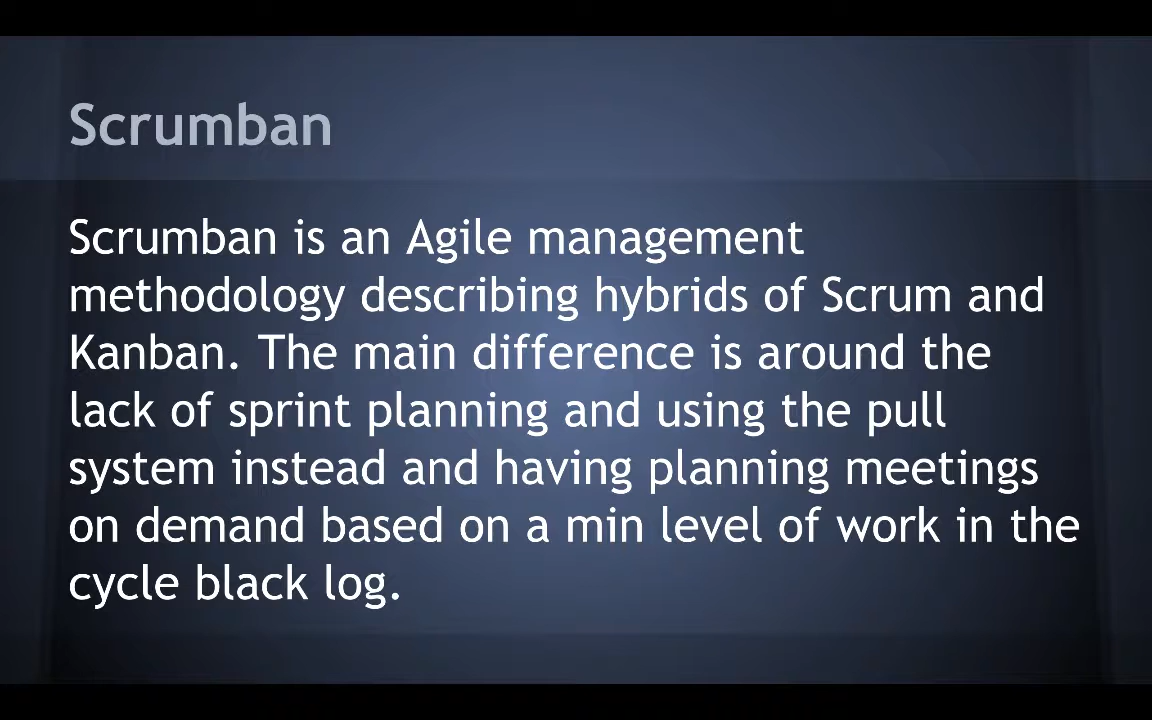 Scrumban
Scrumban is an Agile management
methodology describing hybrids of Scrum and
Kanban. The main difference is around the
lack of sprint planning and using the pull
system instead and having planning meetings
on demand based on a min level of work in the
cycle black log.